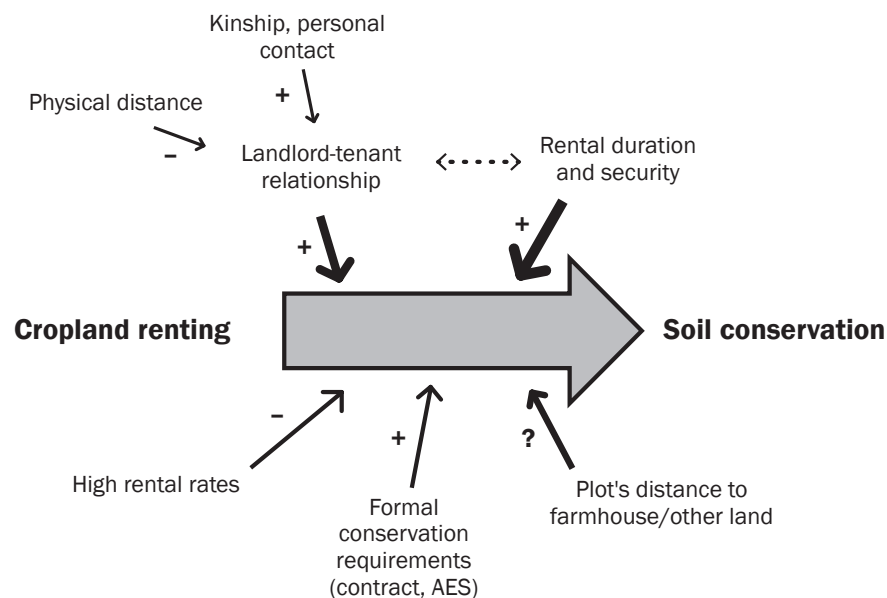 Kinship, personal
contact
+
Physical distance
–
Landlord-tenant
relationship
Rental duration
and security
+
+
Cropland renting
Soil conservation
–
+
?
High rental rates
Formal
conservation
requirements
(contract, AES)
Plot's distance to
farmhouse/other land